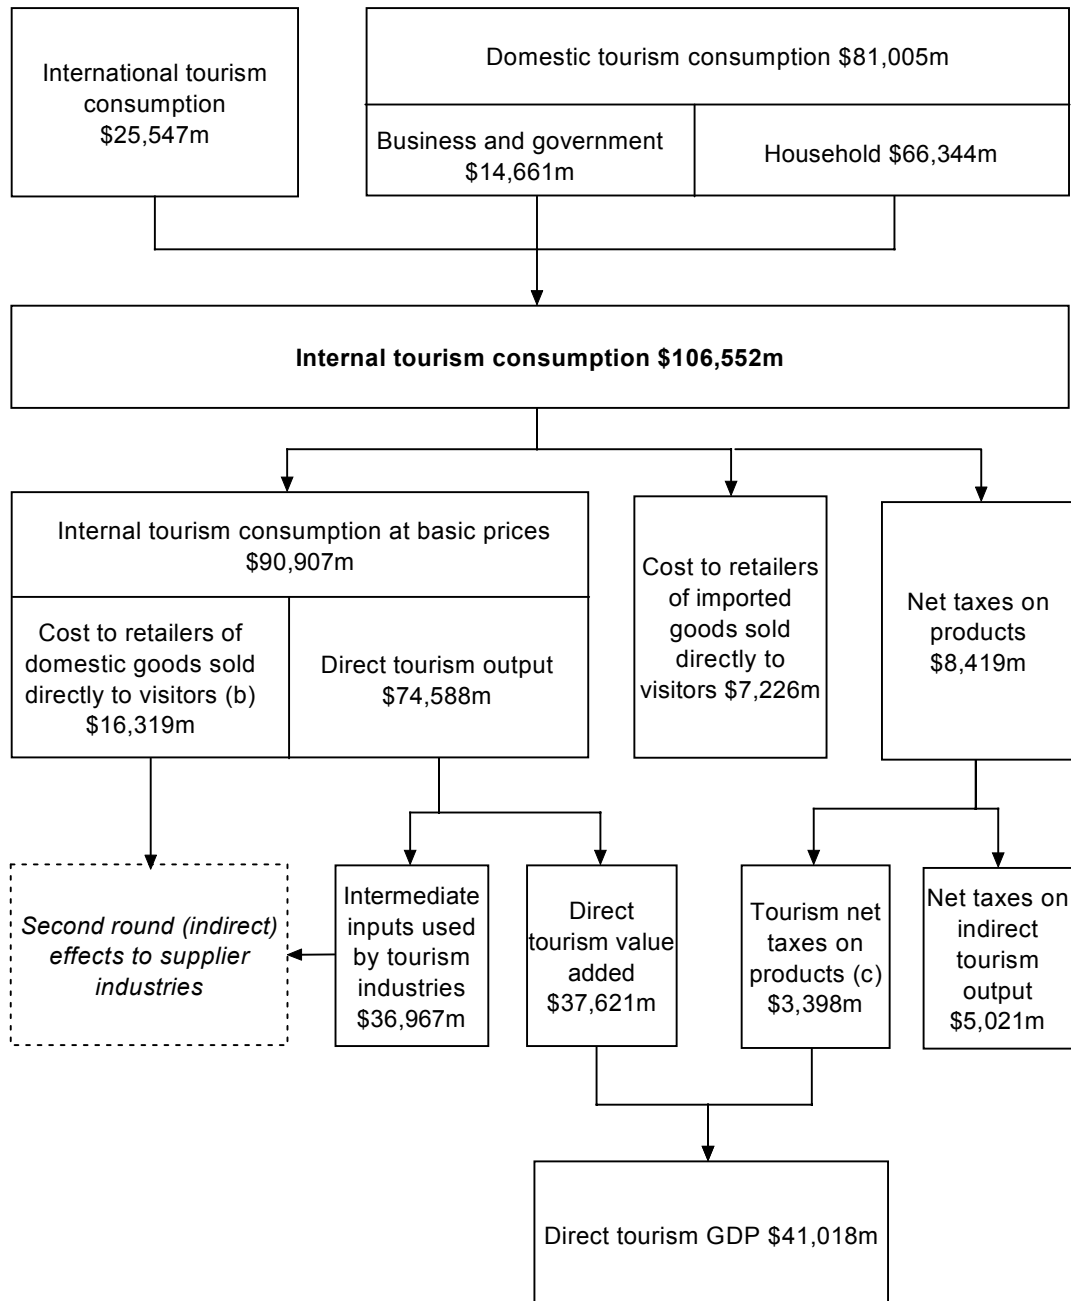 International tourism
consumption
$25,547m
Domestic tourism consumption $81,005m
Business and government
$14,661m
Household $66,344m
Internal tourism consumption $106,552m
Internal tourism consumption at basic prices
$90,907m
Cost to retailers of
domestic goods sold
directly to visitors (b)
$16,319m
Direct tourism output
$74,588m
Cost to retailers
of imported
goods sold
directly to
visitors $7,226m
Net taxes on
products
$8,419m
Second round (indirect)
effects to supplier
industries
Intermediate
inputs used
by tourism
industries
$36,967m
Direct
tourism value
added
$37,621m
Tourism net
taxes on
products (c)
$3,398m
Net taxes on
indirect
tourism
output
$5,021m
Direct tourism GDP $41,018m